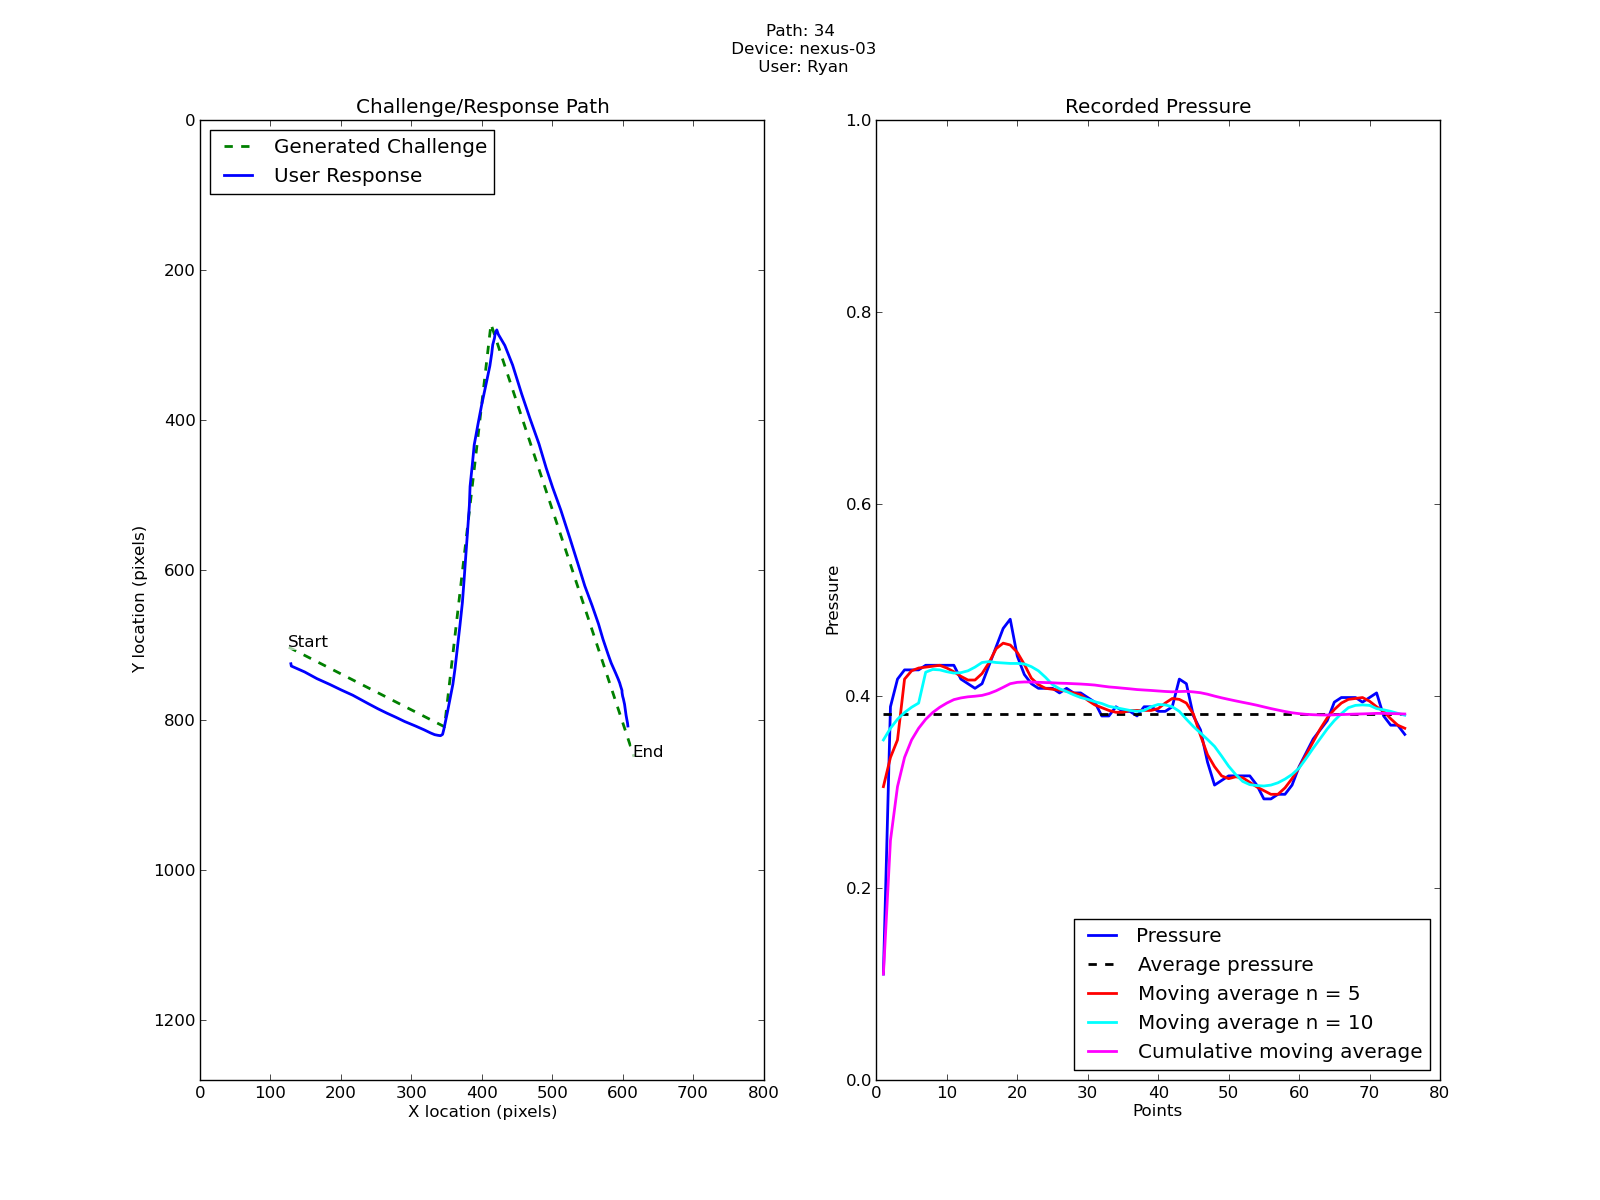 Path: 34
Device: nexus-03
User: Ryan
Challenge/Response Path
Generated Challenge
User Response
Start
End
0
200
400
600
800
1000
1200
Y location (pixels)
0 100 200 300 400 500 600 700 800
X location (pixels)
Recorded Pressure
1.0
0.8
0.6
0.4
0.2
0.0
Pressure
Pressure
Average pressure
Moving average n = 5
Moving average n = 10
Cumulative moving average
0 10 20 30 40 50 60 70 80
Points